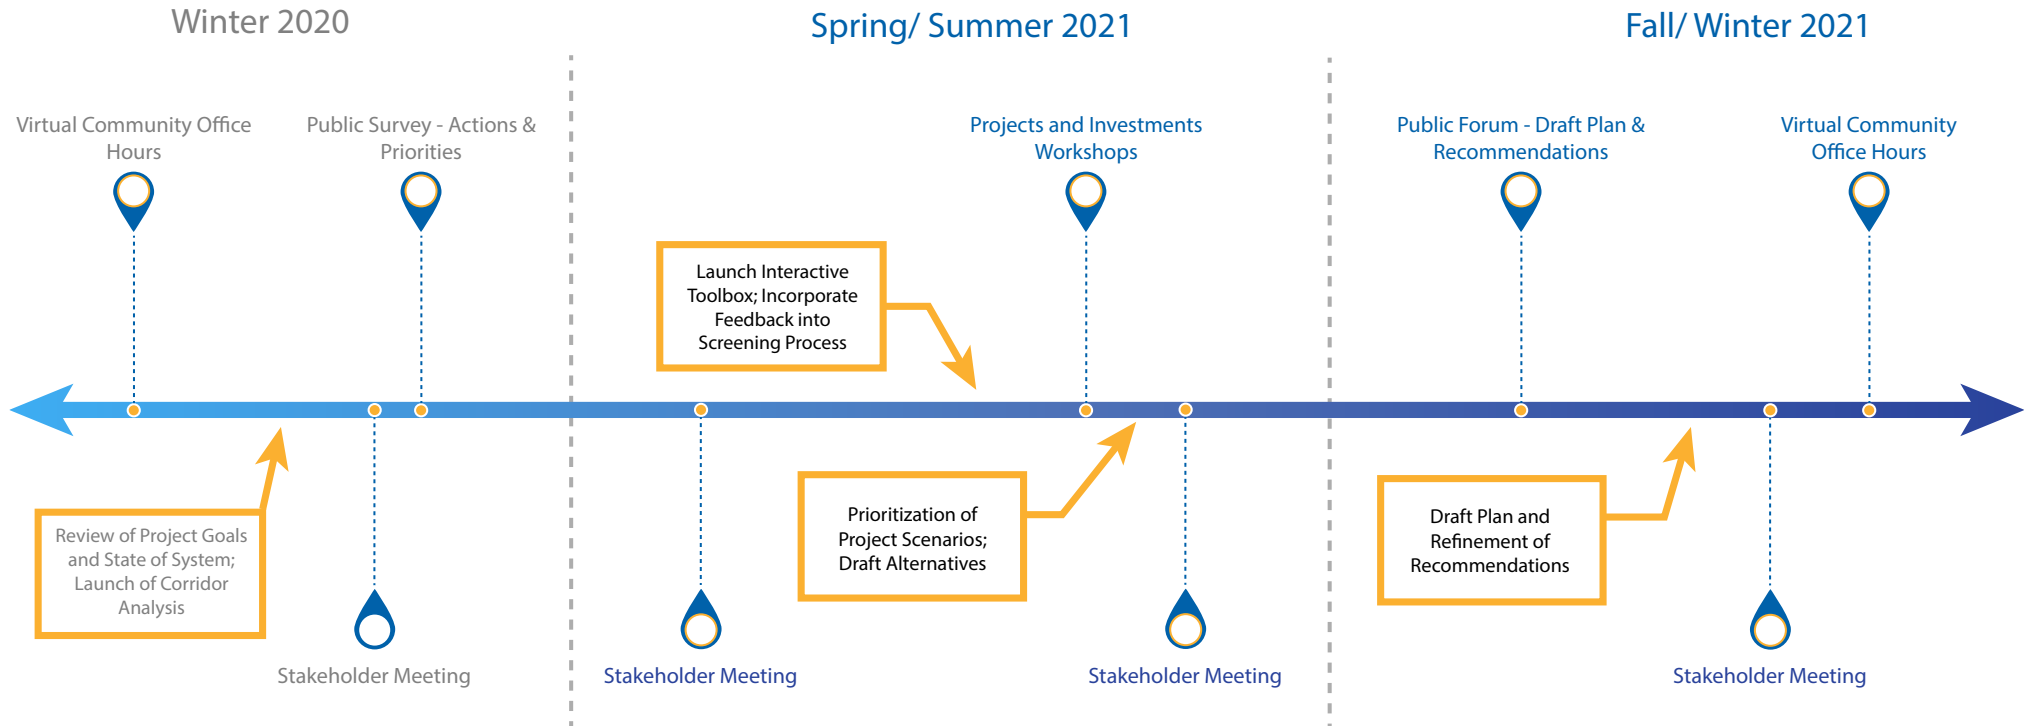 Winter 2020
Spring/ Summer 2021
Fall/ Winter 2021
Virtual Community Office
Hours
Public Survey - Actions &
Priorities
Projects and Investments
Workshops
Public Forum - Draft Plan &
Recommendations
Virtual Community
Office Hours
Launch Interactive
Toolbox; Incorporate
Feedback into
Screening Process
Review of Project Goals
and State of System;
Launch of Corridor
Analysis
Prioritization of
Project Scenarios;
Draft Alternatives
Draft Plan and
Refinement of
Recommendations
Stakeholder Meeting
Stakeholder Meeting
Stakeholder Meeting
Stakeholder Meeting